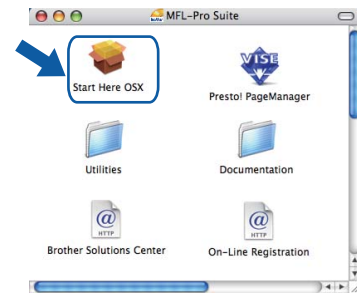 MFL-Pro Suite
Start Here OSX
VISE
Presto! PageManager
Utilities
Documentation
@
HTTP
Brother Solutions Center
@
HTTP
On-Line Registration